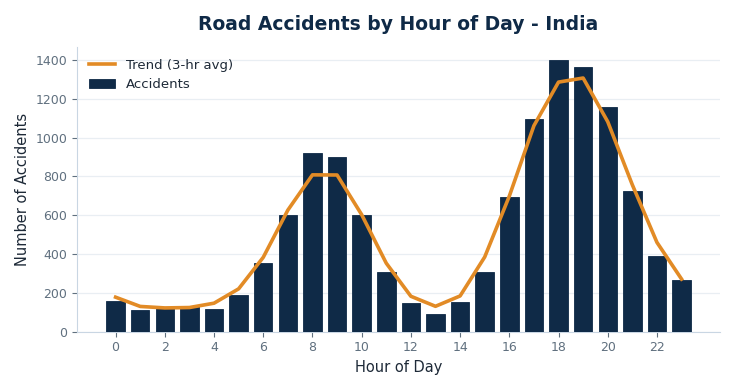 Road Accidents by Hour of Day - India
Trend (3-hr avg)
Accidents
Number of Accidents
1400
1200
1000
800
600
400
200
0
0 2 4 6 8 10 12 14 16 18 20 22
Hour of Day